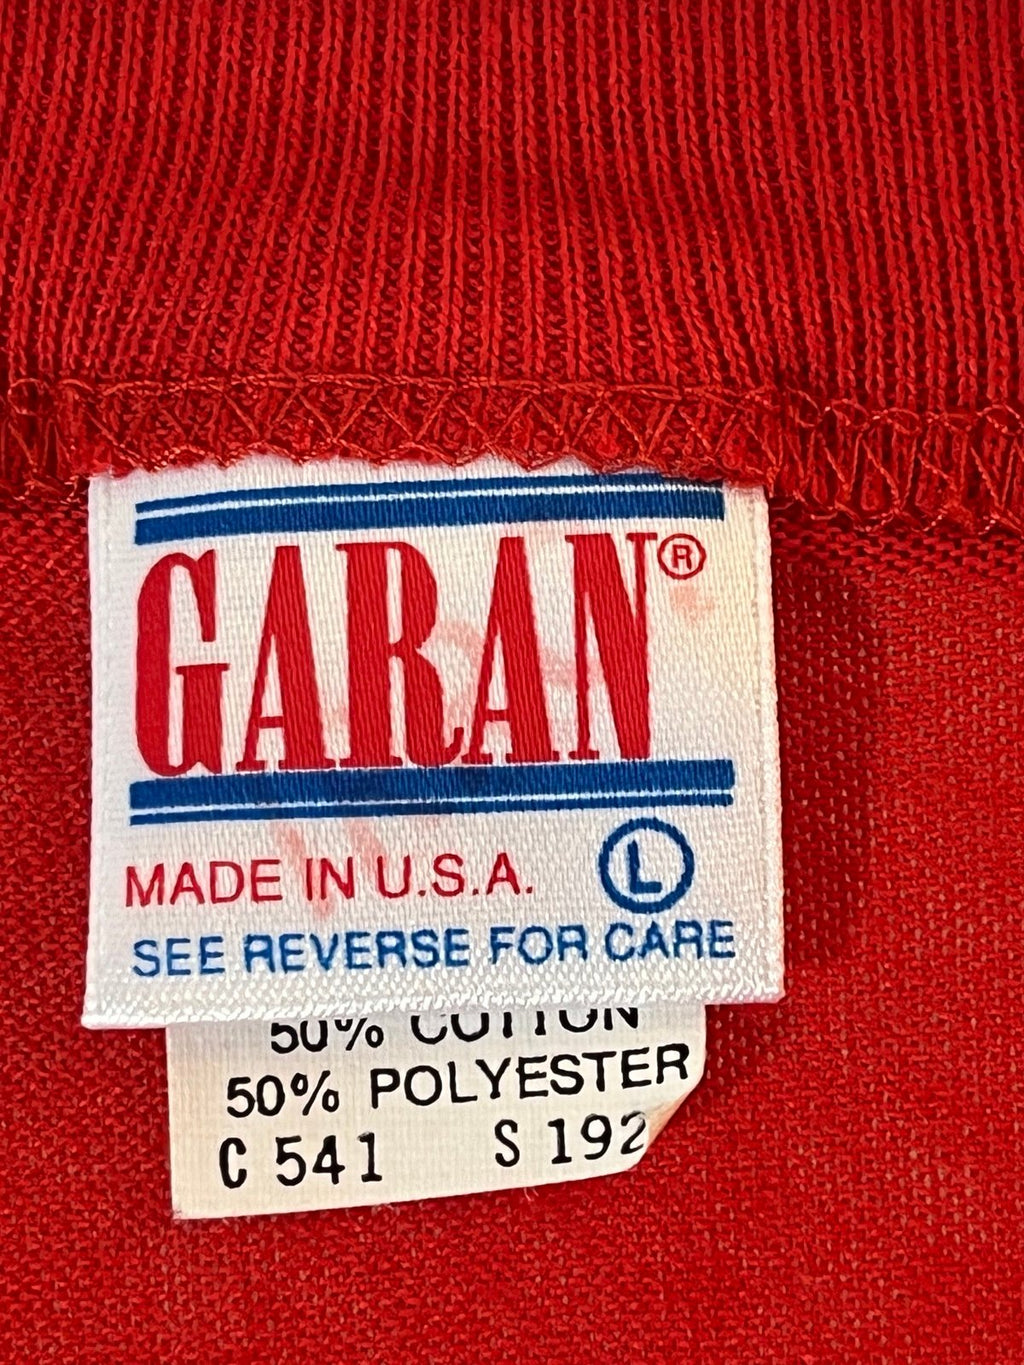 GARAN®
MADE IN U.S.A. L
SEE REVERSE FOR CARE
50% COTTON
50% POLYESTER
C 541 S 192